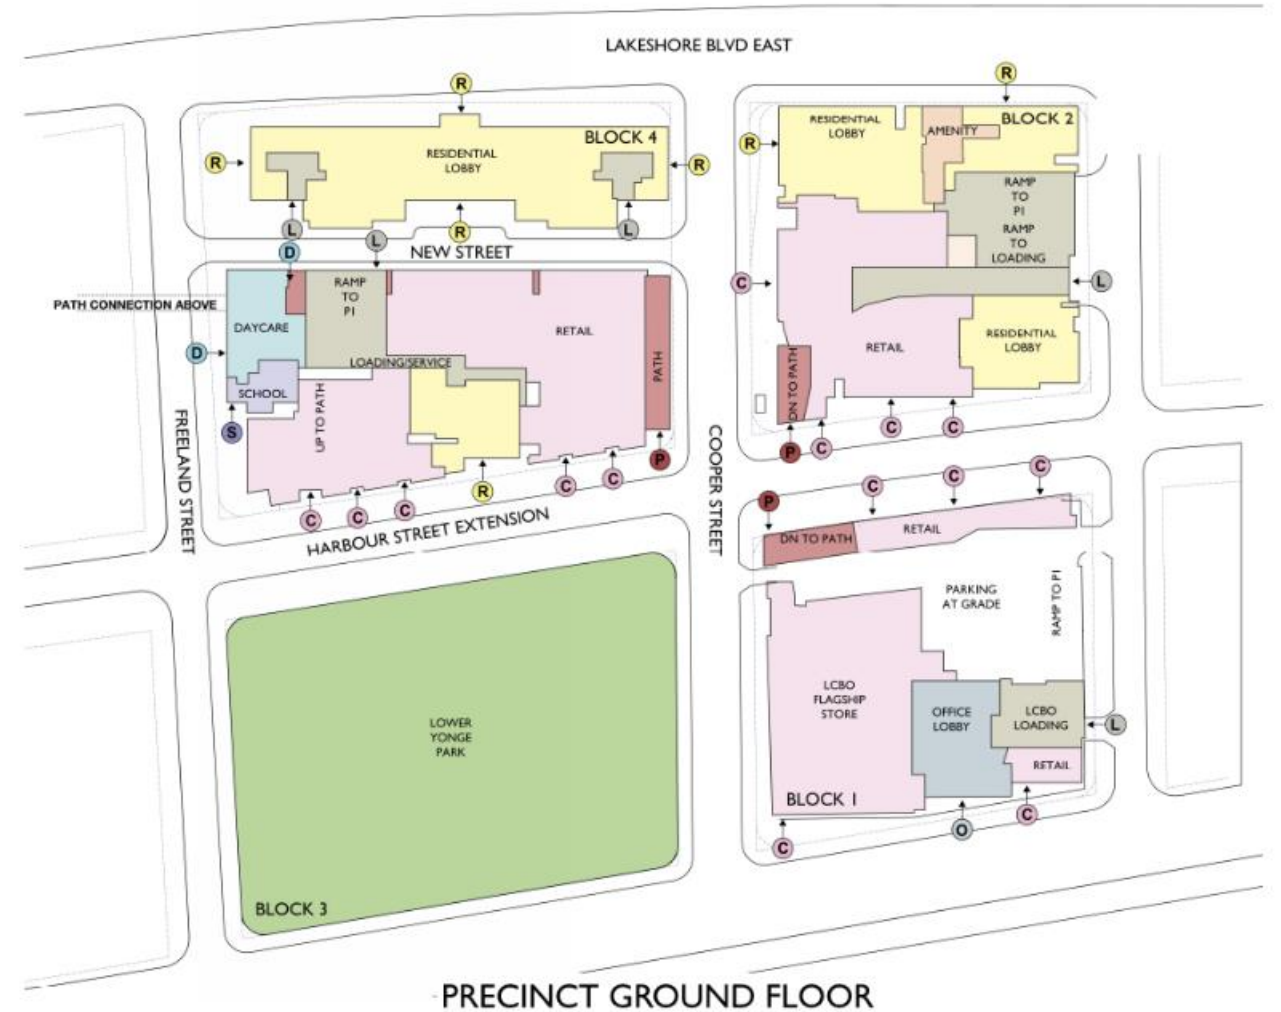 LAKESHORE BLVD EAST
R
R
BLOCK 4
RESIDENTIAL
LOBBY
R
R
L
R
L
D
L
NEW STREET
PATH CONNECTION ABOVE
DAYCARE
RAMP
TO
PI
RETAIL
PATH
LOADING/SERVICE
D
SCHOOL
UP TO PATH
S
P
C
C
C
R
C
C
FREELAND STREET
HARBOUR STREET EXTENSION
COOPER STREET
R
R
RESIDENTIAL
LOBBY
AMENITY
BLOCK 2
RAMP
TO
PI
RAMP
TO
LOADING
C
L
RETAIL
RESIDENTIAL
LOBBY
DN TO PATH
P
C
C
C
P
C
C
C
DN TO PATH
RETAIL
PARKING
AT GRADE
RAMP TO PI
LCBO
FLAGSHIP
STORE
OFFICE
LOBBY
LCBO
LOADING
L
RETAIL
BLOCK 1
C
O
C
LOWER
YONGE
PARK
BLOCK 3
-PRECINCT GROUND FLOOR